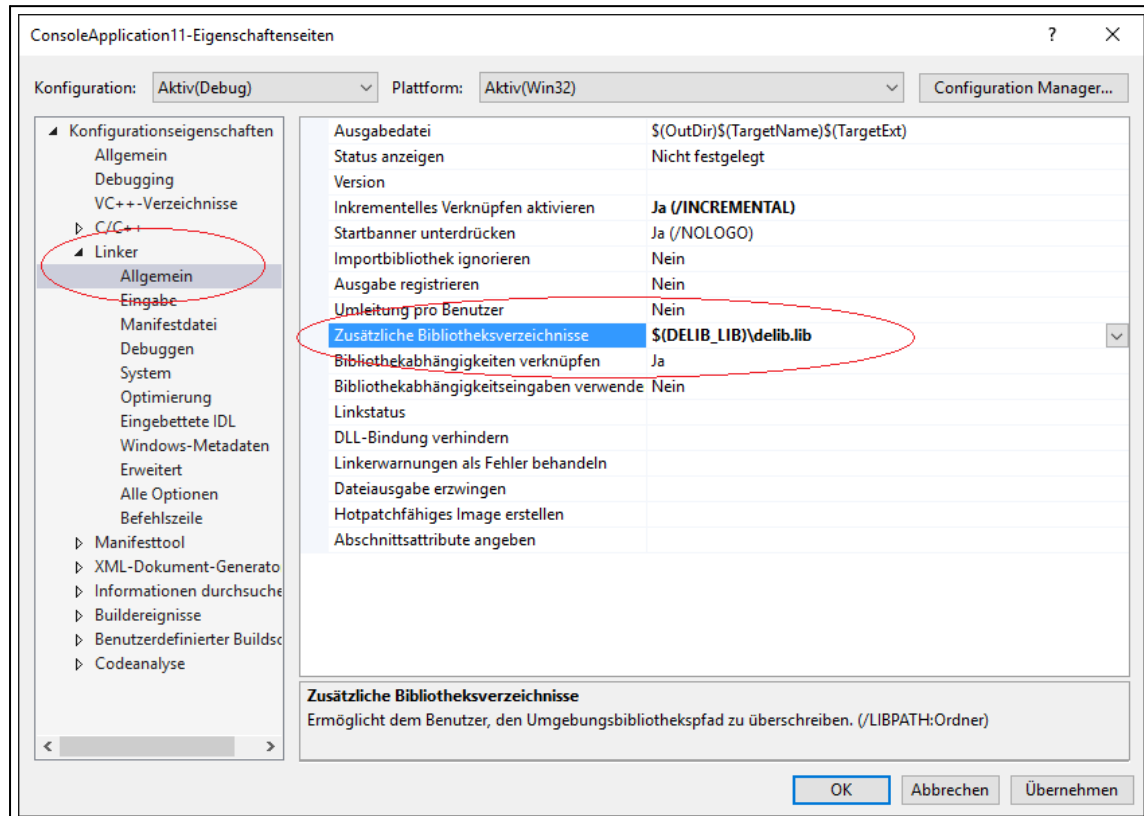 ConsoleApplication11-Eigenschaftenseiten
Konfiguration: Aktiv(Debug) Plattform: Aktiv(Win32) Configuration Manager...
Konfigurationseigenschaften
Allgemein
Debugging
VC++-Verzeichnisse
C/C++
Linker
Allgemein
Eingabe
Manifestdatei
Debuggen
System
Optimierung
Eingebettete IDL
Windows-Metadaten
Erweitert
Alle Optionen
Befehlszeile
Manifesttool
XML-Dokument-Generato
Informationen durchsuche
Buildereignisse
Benutzerdefinierter Buildsc
Codeanalyse
Ausgabedatei $(OutDir)$(TargetName)$(TargetExt)
Status anzeigen Nicht festgelegt
Version
Inkrementelles Verknüpfen aktivieren Ja (/INCREMENTAL)
Startbanner unterdrücken Ja (/NOLOGO)
Importbibliothek ignorieren Nein
Ausgabe registrieren Nein
Umleitung pro Benutzer Nein
Zusätzliche Bibliotheksverzeichnisse $(DELIB_LIB)\delib.lib
Bibliothekabhängigkeiten verknüpfen Ja
Bibliothekabhängigkeitseingaben verwende Nein
Linkstatus
DLL-Bindung verhindern
Linkerwarnungen als Fehler behandeln
Dateiausgabe erzwingen
Hotpatchfähiges Image erstellen
Abschnittsattribute angeben
Zusätzliche Bibliotheksverzeichnisse
Ermöglicht dem Benutzer, den Umgebungsbibliothekspfad zu überschreiben. (/LIBPATH:Ordner)
OK Abbrechen Übernehmen